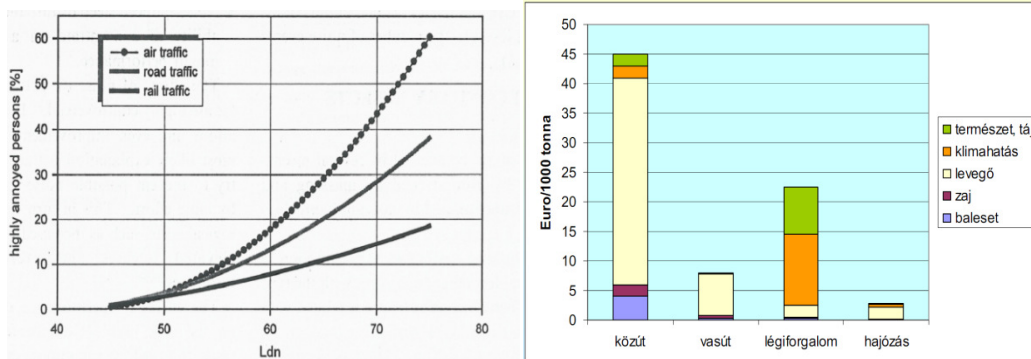 60
50
40
30
20
10
0
highly annoyed persons [%]
air traffic
road traffic
rail traffic
40
50
60
70
80
Ldn
50
45
40
35
30
25
20
15
10
5
0
Euro/1000 tonna
közút
vasút
légiforgalom
hajózás
természet, táj
klimahatás
levegő
zaj
baleset